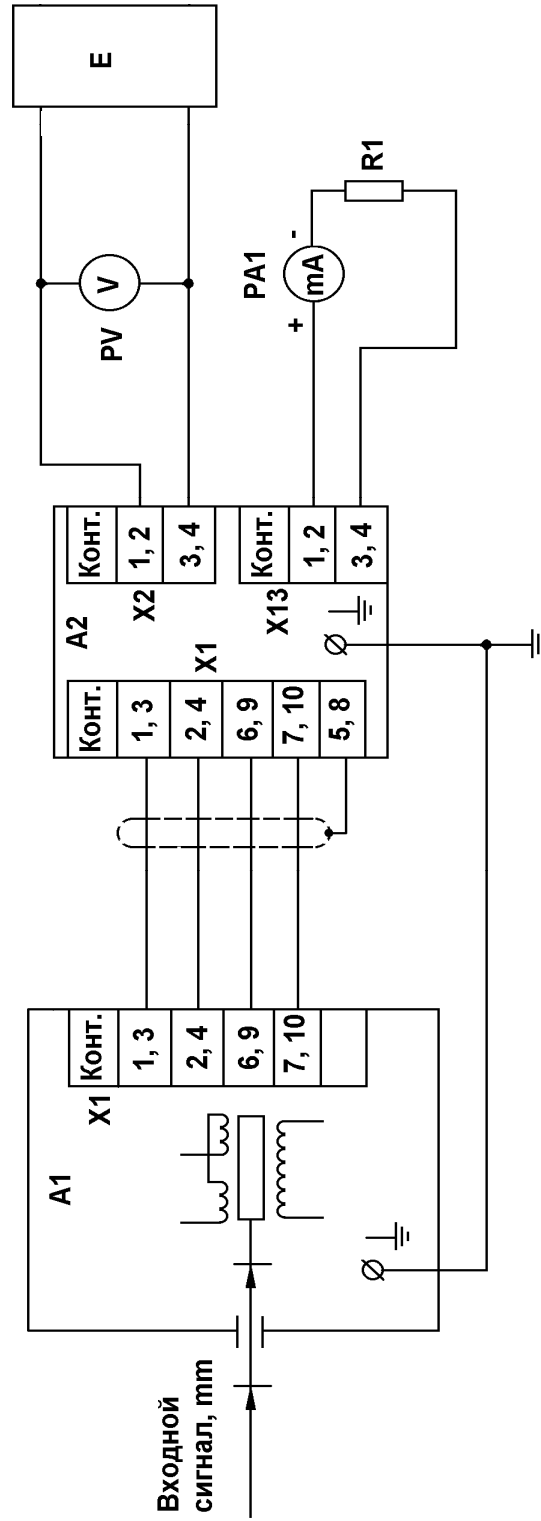 Входной
сигнал, mm
A1
X1
Конт.
1, 3
2, 4
6, 9
7, 10
A2
X1
Конт.
1, 3
2, 4
6, 9
7, 10
5, 8
X2
Конт.
1, 2
3, 4
X13
Конт.
1, 2
3, 4
PV
V
E
PA1
+
mA
-
R1